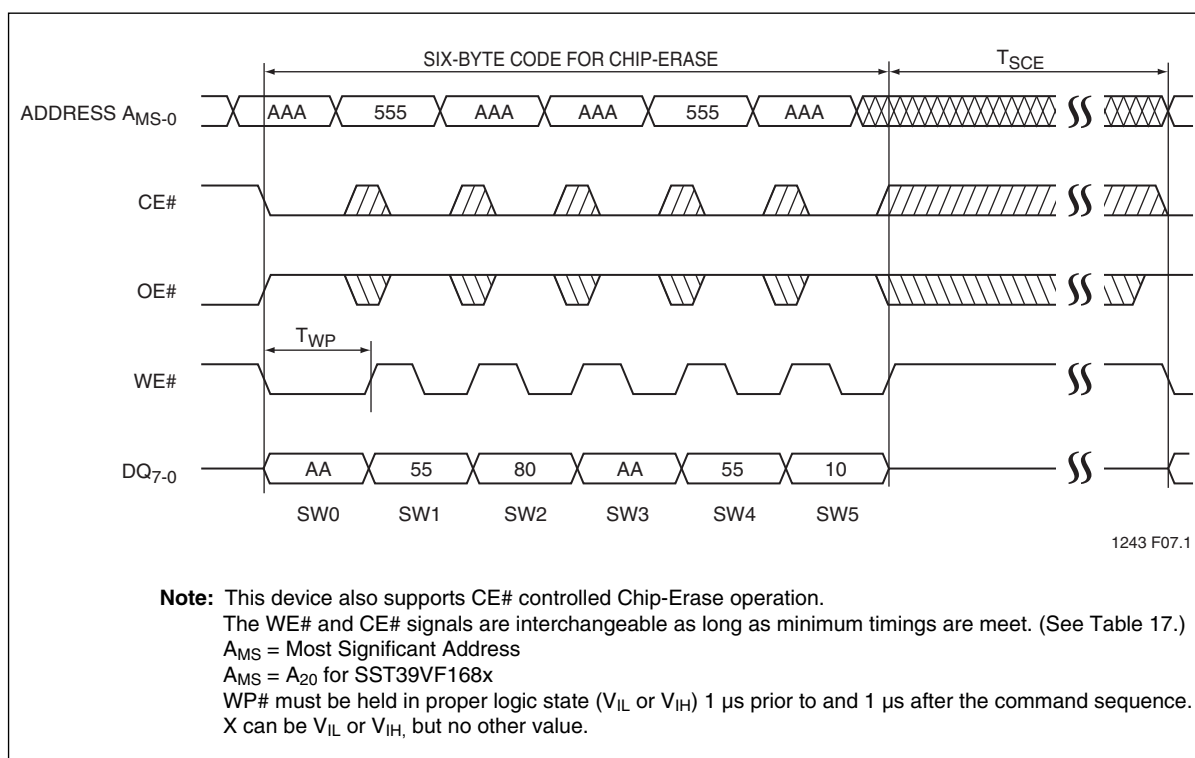 SIX-BYTE CODE FOR CHIP-ERASE TSCE
ADDRESS AMS-0 AAA 555 AAA AAA 555 AAA
CE#
OE#
TWP
WE#
DQ7-0 AA 55 80 AA 55 10
SW0 SW1 SW2 SW3 SW4 SW5
1243 F07.1
Note: This device also supports CE# controlled Chip-Erase operation.
The WE# and CE# signals are interchangeable as long as minimum timings are meet. (See Table 17.)
AMS = Most Significant Address
AMS = A20 for SST39VF168x
WP# must be held in proper logic state (VIL or VIH) 1 µs prior to and 1 µs after the command sequence.
X can be VIL or VIH, but no other value.